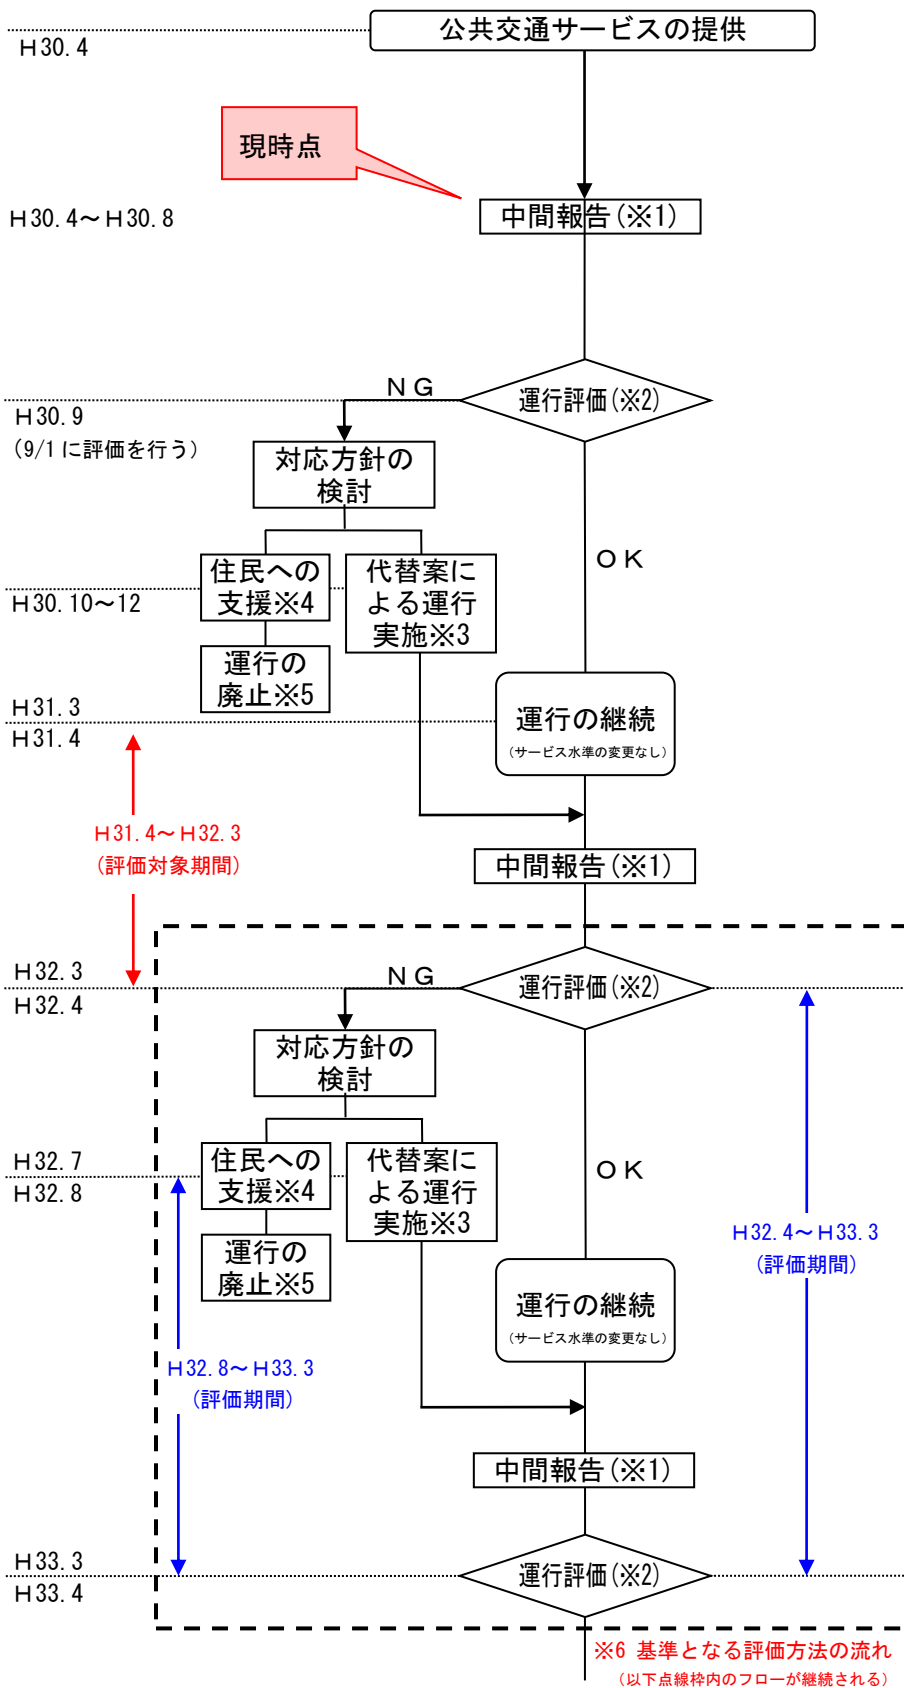 公共交通サービスの提供
H30.4
現時点
H30.4～H30.8
中間報告(※1)
NG
運行評価(※2)
H30.9
(9/1に評価を行う)
対応方針の
検討
OK
住民への
支援※4
代替案に
よる運行
実施※3
H30.10～12
運行の
廃止※5
H31.3
H31.4
運行の継続
(サービス水準の変更なし)
H31.4～H32.3
(評価対象期間)
中間報告(※1)
H32.3
H32.4
NG
運行評価(※2)
対応方針の
検討
H32.7
H32.8
住民への
支援※4
代替案に
よる運行
実施※3
OK
運行の
廃止※5
H32.4～H33.3
(評価期間)
運行の継続
(サービス水準の変更なし)
H32.8～H33.3
(評価期間)
中間報告(※1)
H33.3
H33.4
運行評価(※2)
※6 基準となる評価方法の流れ
(以下点線枠内のフローが継続される)